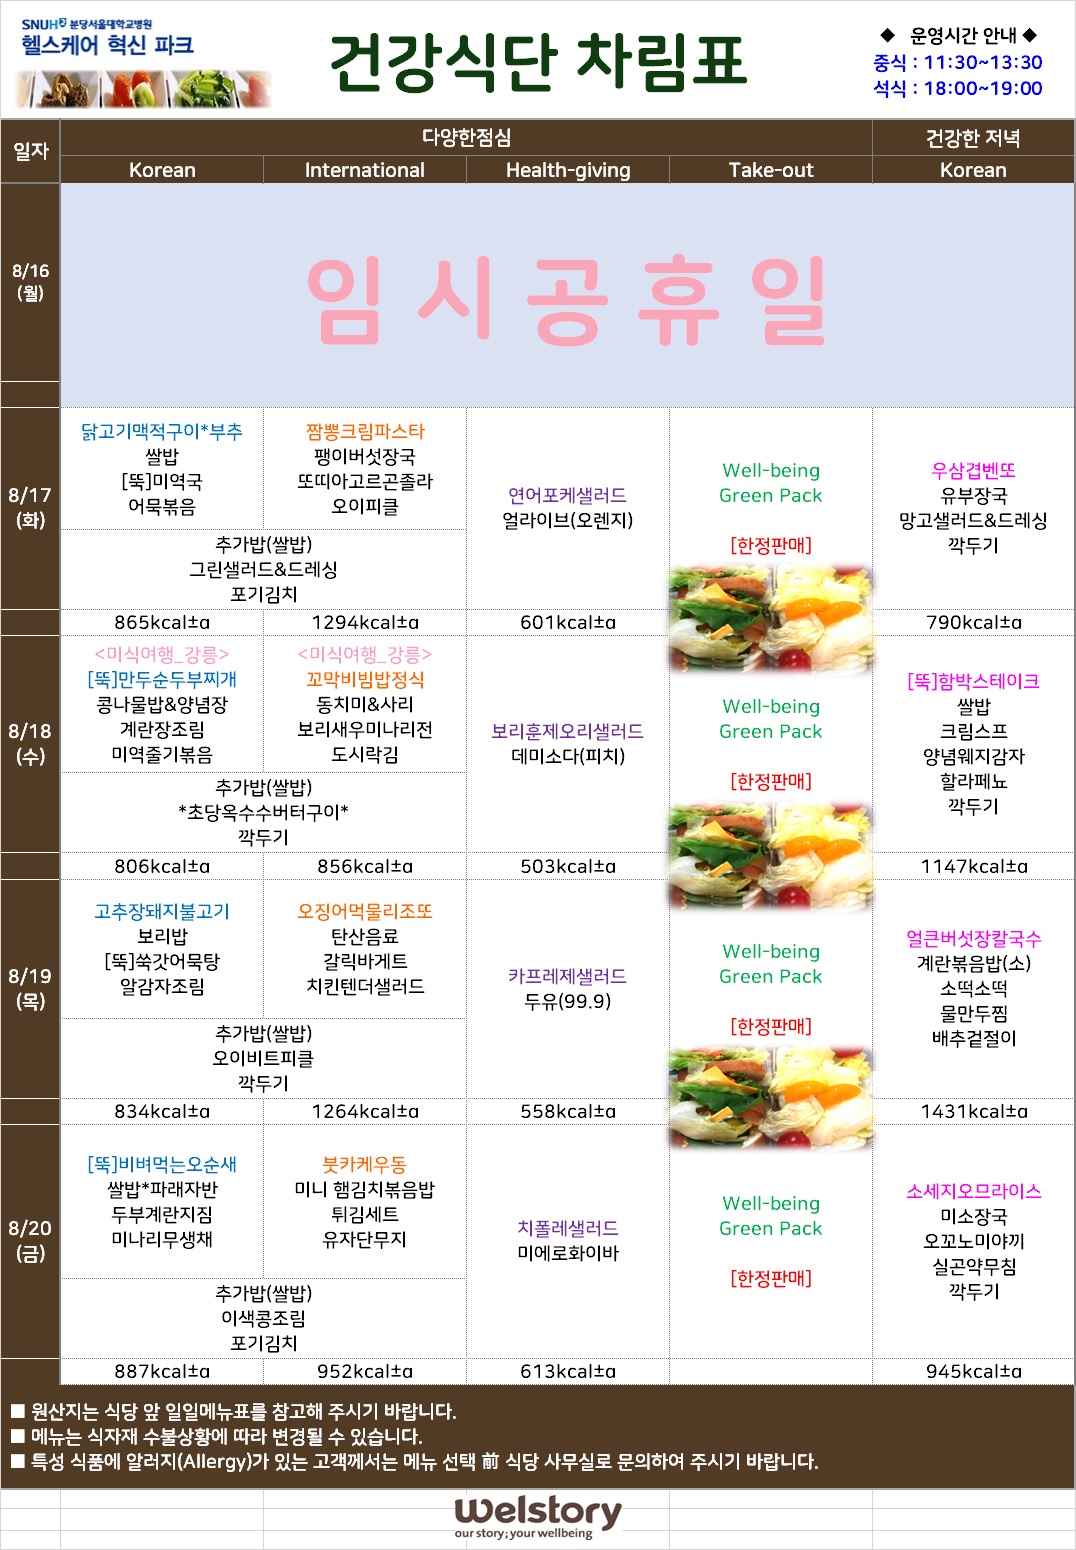 SNUH 분당서울대학교병원
헬스케어 혁신 파크
건강식단 차림표
◆ 운영시간 안내 ◆
중식 : 11:30~13:30
석식 : 18:00~19:00
일자
다양한점심
건강한 저녁
Korean
International
Health-giving
Take-out
Korean
8/16
(월)
임시공휴일
8/17
(화)
닭고기맥적구이*부추
쌀밥
[뚝]미역국
어묵볶음
짬뽕크림파스타
팽이버섯장국
또띠아고르곤졸라
오이피클
추가밥(쌀밥)
그린샐러드&드레싱
포기김치
연어포케샐러드
얼라이브(오렌지)
Well-being
Green Pack
[한정판매]
우삼겹벤또
유부장국
망고샐러드&드레싱
깍두기
865kcal±α
1294kcal±α
601kcal±α
790kcal±α
8/18
(수)
<미식여행_강릉>
[뚝]만두순두부찌개
콩나물밥&양념장
계란장조림
미역줄기볶음
<미식여행_강릉>
꼬막비빔밥정식
동치미&사리
보리새우미나리전
도시락김
추가밥(쌀밥)
*초당옥수수버터구이*
깍두기
보리훈제오리샐러드
데미소다(피치)
Well-being
Green Pack
[한정판매]
[뚝]함박스테이크
쌀밥
크림스프
양념웨지감자
할라페뇨
깍두기
806kcal±α
856kcal±α
503kcal±α
1147kcal±α
8/19
(목)
고추장돼지불고기
보리밥
[뚝]쑥갓어묵탕
알감자조림
오징어먹물리조또
탄산음료
갈릭바게트
치킨텐더샐러드
추가밥(쌀밥)
오이비트피클
깍두기
카프레제샐러드
두유(99.9)
Well-being
Green Pack
[한정판매]
얼큰버섯장칼국수
계란볶음밥(소)
소떡소떡
물만두찜
배추겉절이
834kcal±α
1264kcal±α
558kcal±α
1431kcal±α
8/20
(금)
[뚝]비벼먹는오순새
쌀밥*파래자반
두부계란지짐
미나리무생채
붓카케우동
미니 햄김치볶음밥
튀김세트
유자단무지
추가밥(쌀밥)
이색콩조림
포기김치
치폴레샐러드
미에로화이바
Well-being
Green Pack
[한정판매]
소세지오므라이스
미소장국
오꼬노미야끼
실곤약무침
깍두기
887kcal±α
952kcal±α
613kcal±α
945kcal±α
■ 원산지는 식당 앞 일일메뉴표를 참고해 주시기 바랍니다.
■ 메뉴는 식자재 수불상황에 따라 변경될 수 있습니다.
■ 특성 식품에 알러지(Allergy)가 있는 고객께서는 메뉴 선택 前 식당 사무실로 문의하여 주시기 바랍니다.
welstory
our story; your wellbeing